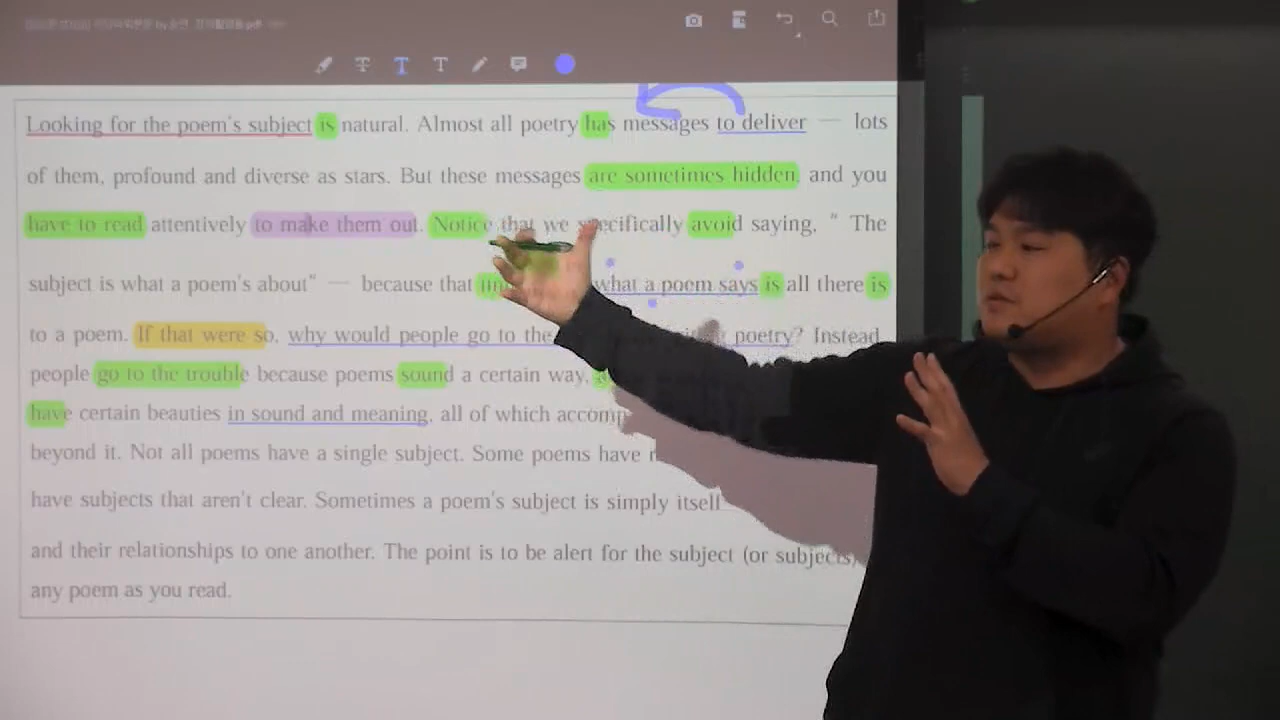 Looking for the poem's subject is natural. Almost all poetry has messages to deliver — lots
of them, profound and diverse as stars. But these messages are sometimes hidden, and you
have to read attentively to make them out. Notice that we specifically avoid saying, " The
subject is what a poem's about" — because that what a poem says is all there is
to a poem. If that were so, why would people go to the poetry? Instead,
people go to the trouble because poems sound a certain way,
have certain beauties in sound and meaning, all of which
beyond it. Not all poems have a single subject. Some poems have
have subjects that aren't clear. Sometimes a poem's subject is simply itself
and their relationships to one another. The point is to be alert for the subject (or subjects)
any poem as you read.